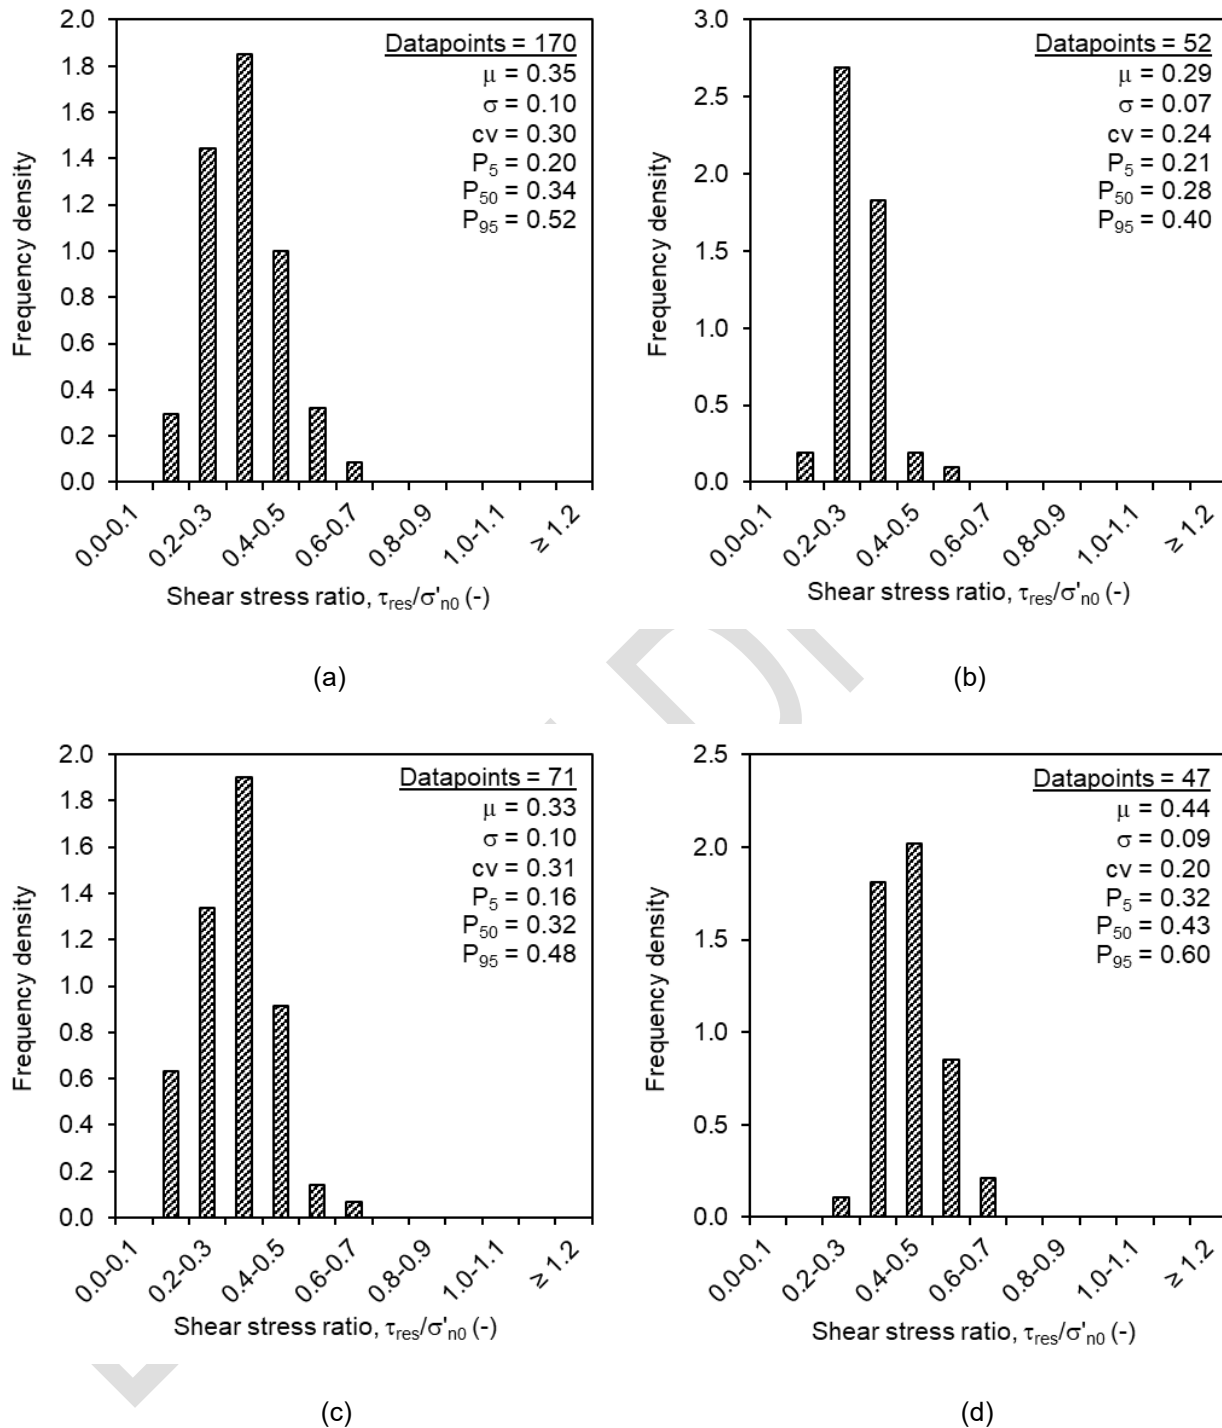 2.0
1.8
1.6
1.4
1.2
1.0
0.8
0.6
0.4
0.2
0.0
Frequency density
Datapoints = 170
μ = 0.35
σ = 0.10
cv = 0.30
P5 = 0.20
P50 = 0.34
P95 = 0.52
0.0-0.1
0.2-0.3
0.4-0.5
0.6-0.7
0.8-0.9
1.0-1.1
≥ 1.2
Shear stress ratio, τres/σ'n0 (-)
(a)
3.0
2.5
2.0
1.5
1.0
0.5
0.0
Frequency density
Datapoints = 52
μ = 0.29
σ = 0.07
cv = 0.24
P5 = 0.21
P50 = 0.28
P95 = 0.40
0.0-0.1
0.2-0.3
0.4-0.5
0.6-0.7
0.8-0.9
1.0-1.1
≥ 1.2
Shear stress ratio, τres/σ'n0 (-)
(b)
2.0
1.8
1.6
1.4
1.2
1.0
0.8
0.6
0.4
0.2
0.0
Frequency density
Datapoints = 71
μ = 0.33
σ = 0.10
cv = 0.31
P5 = 0.16
P50 = 0.32
P95 = 0.48
0.0-0.1
0.2-0.3
0.4-0.5
0.6-0.7
0.8-0.9
1.0-1.1
≥ 1.2
Shear stress ratio, τres/σ'n0 (-)
(c)
2.5
2.0
1.5
1.0
0.5
0.0
Frequency density
Datapoints = 47
μ = 0.44
σ = 0.09
cv = 0.20
P5 = 0.32
P50 = 0.43
P95 = 0.60
0.0-0.1
0.2-0.3
0.4-0.5
0.6-0.7
0.8-0.9
1.0-1.1
≥ 1.2
Shear stress ratio, τres/σ'n0 (-)
(d)